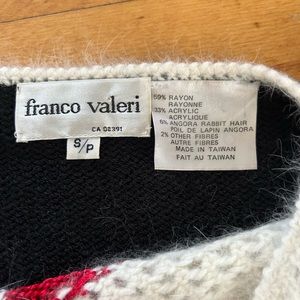 franco valeri
CA 00391
S/P
59% RAYON
RAYONNE
33% ACRYLIC
ACRYLIQUE
6% ANGORA RABBIT HAIR
POIL DE LAPIN ANGORA
2% OTHER FIBRES
AUTRE FIBRES
MADE IN TAIWAN
FAIT AU TAIWAN